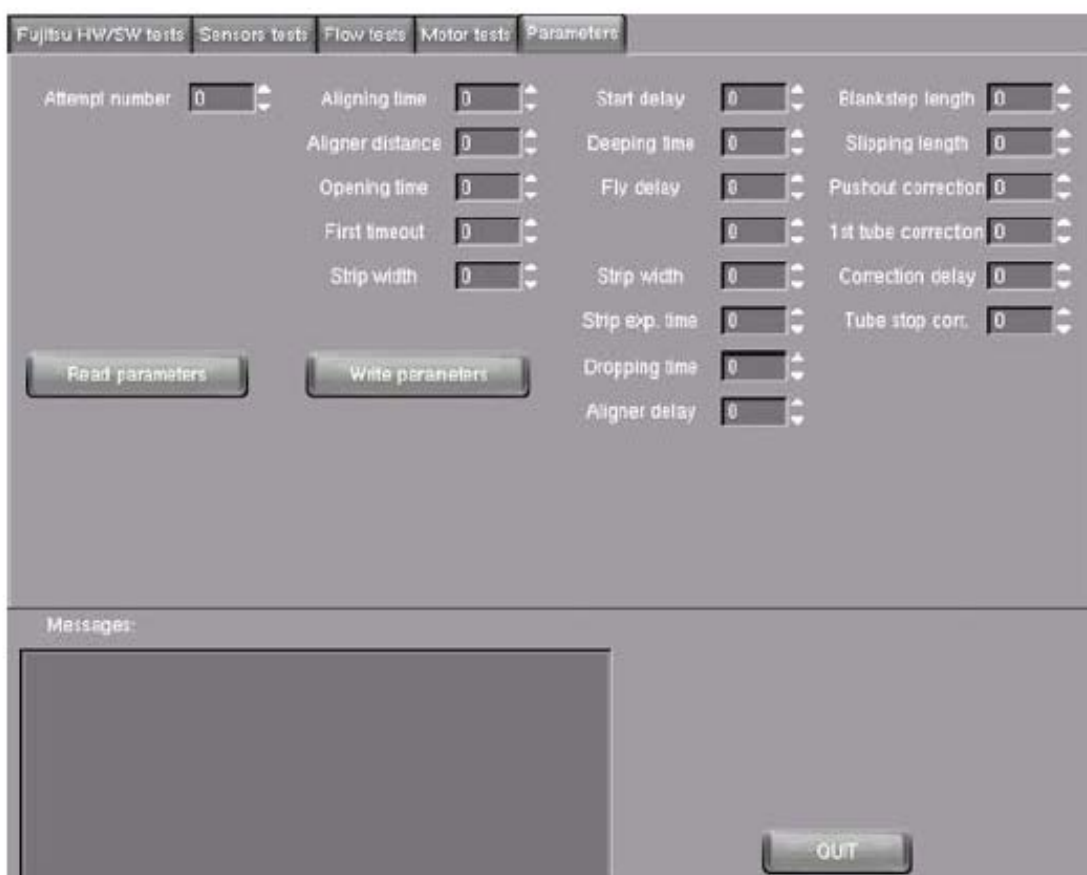 Fujitsu HW/SW tests Sensors tests Flow tests Motor tests Parameters
Attempt number 0 Aligning time 0 Start delay 0 Blankstep length 0
Aligner distance 0 Deeping time 0 Slipping length 0
Opening time 0 Fly delay 0 Pushout correction 0
First timeout 0 0 1st tube correction 0
Strip width 0 Strip width 0 Correction delay 0
Strip exp. time 0 Tube stop corr. 0
Read parameters Write parameters Dropping time 0
Aligner delay 0
Messages:
QUIT